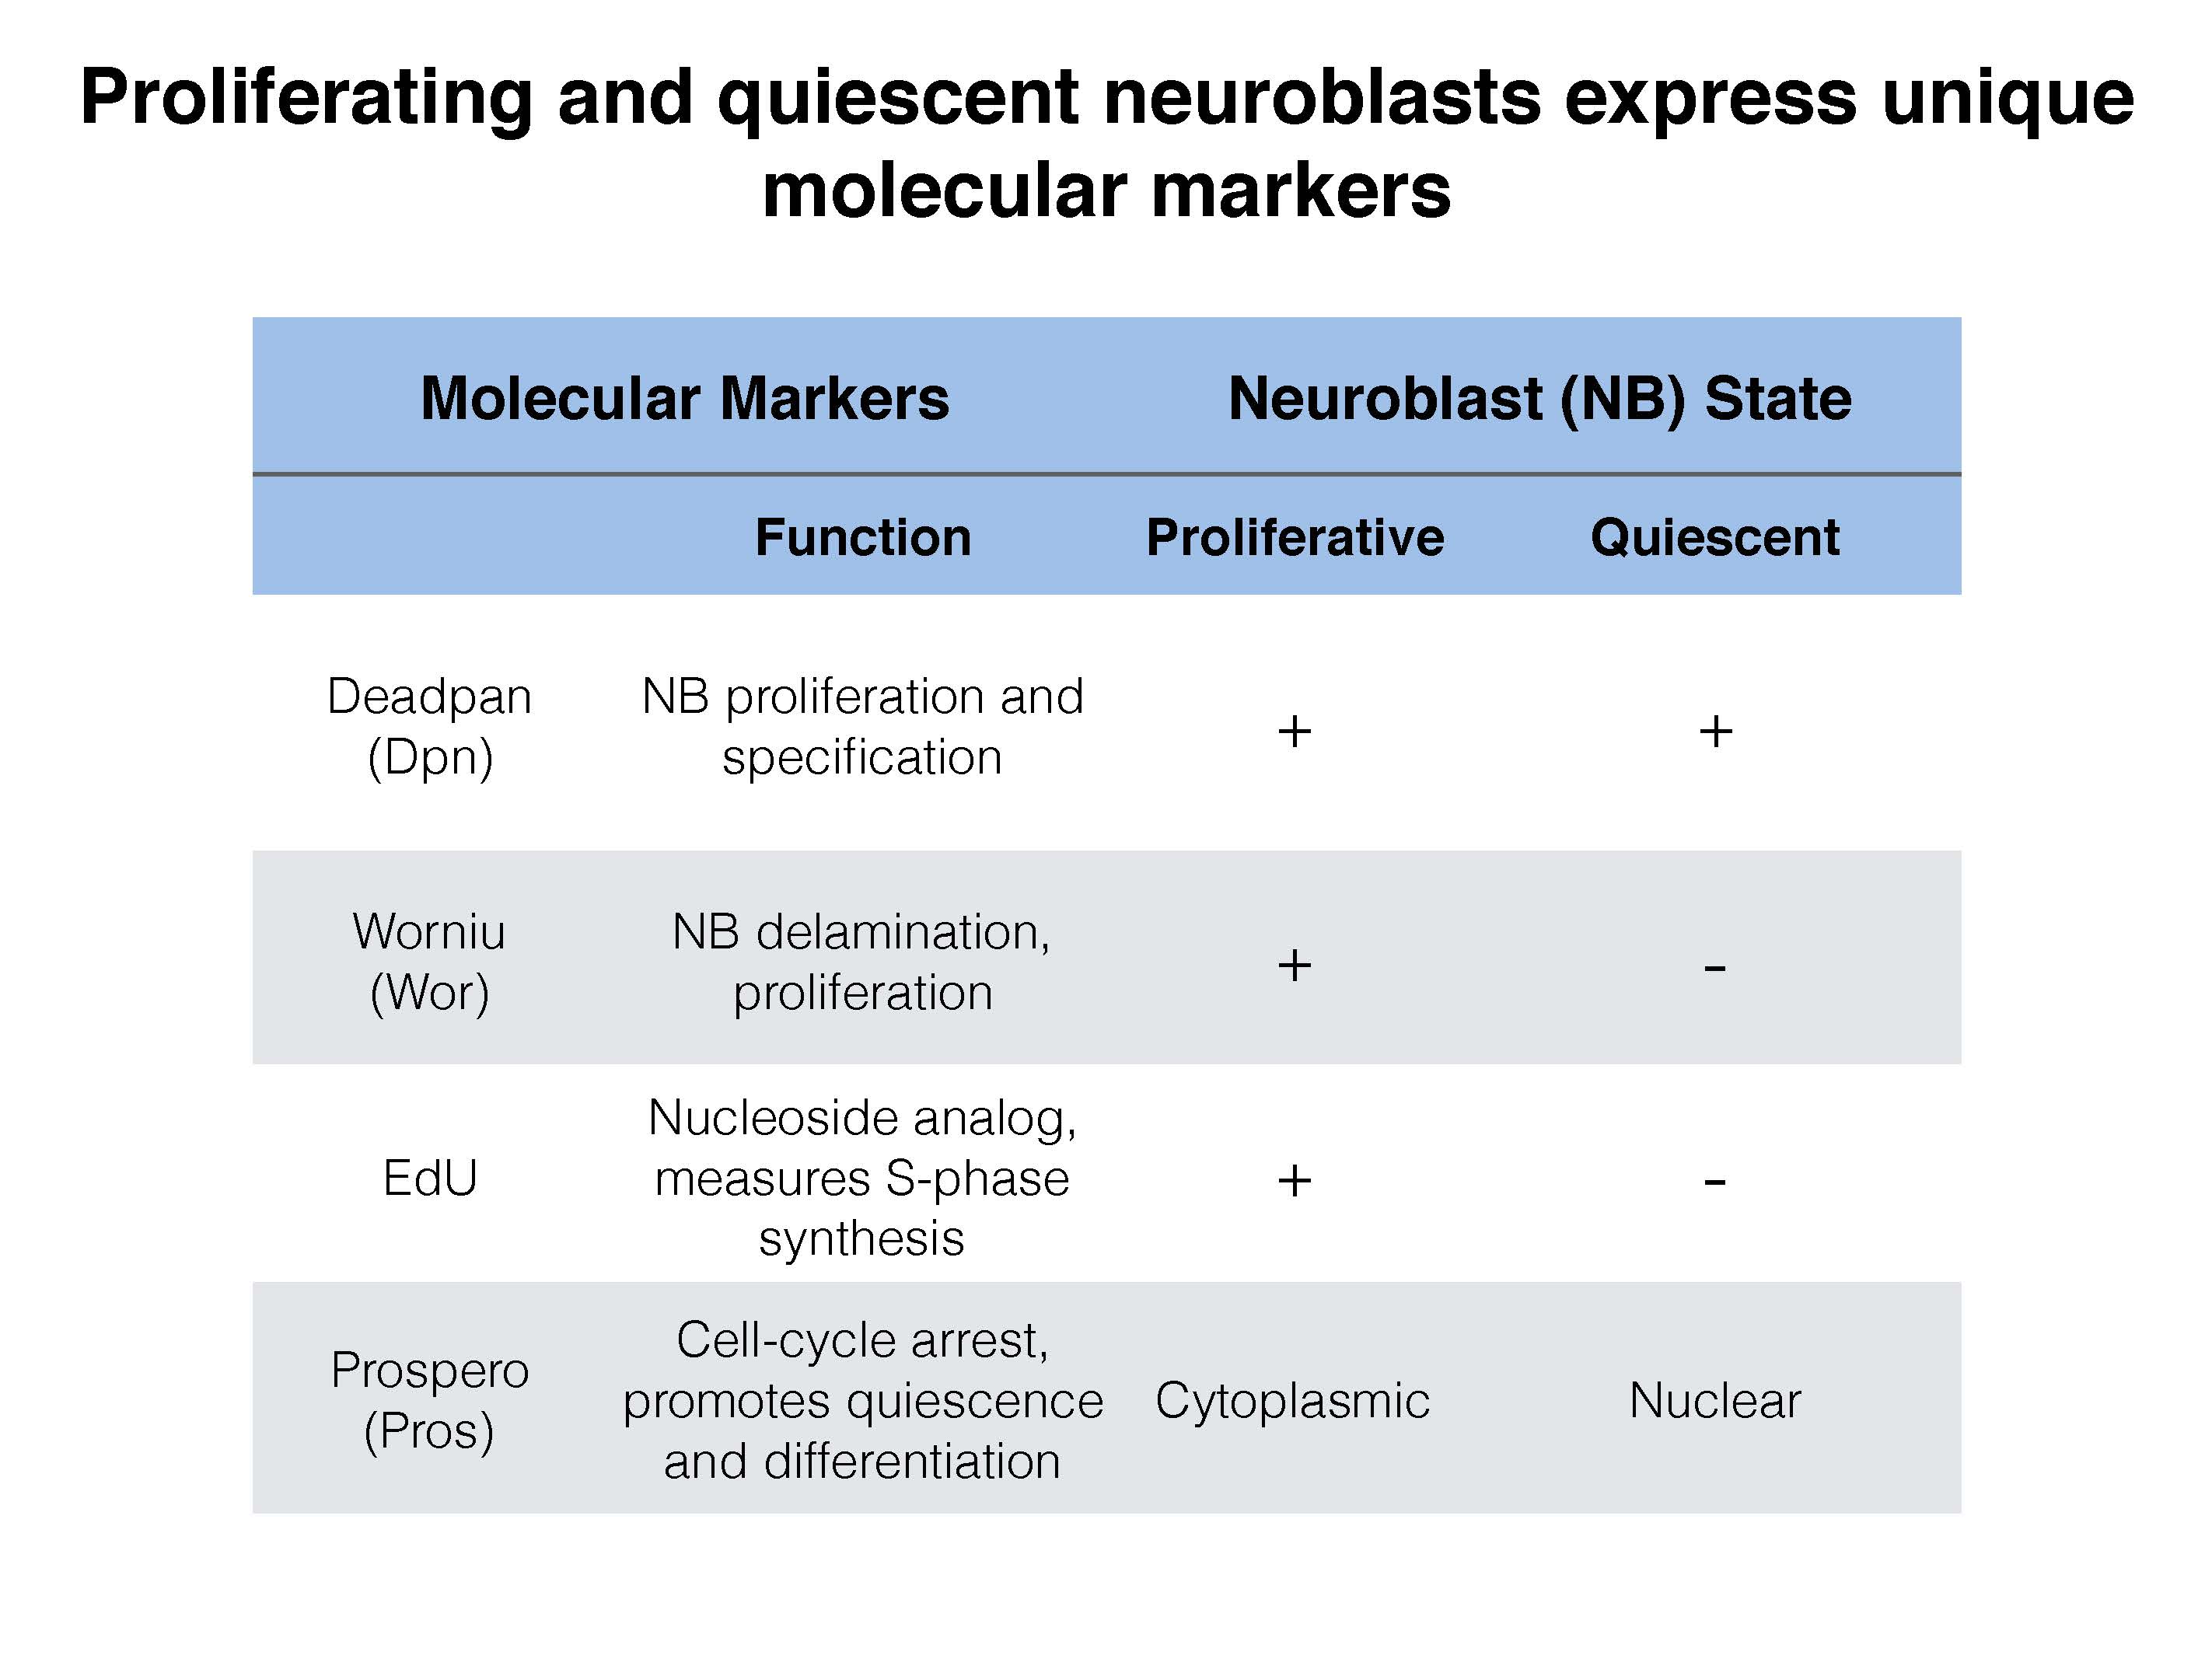 Proliferating and quiescent neuroblasts express unique
molecular markers
Molecular Markers Neuroblast (NB) State
Function Proliferative Quiescent
Deadpan
(Dpn)
NB proliferation and
specification
+ +
Worniu
(Wor)
NB delamination,
proliferation
+ -
EdU
Nucleoside analog,
measures S-phase
synthesis
+ -
Prospero
(Pros)
Cell-cycle arrest,
promotes quiescence
and differentiation
Cytoplasmic Nuclear